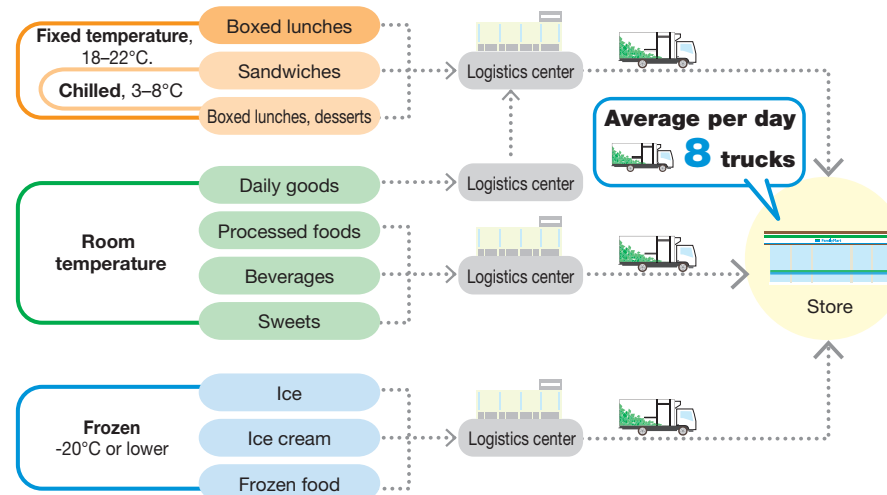 Fixed temperature,
18–22°C.
Chilled, 3–8°C
Boxed lunches
Sandwiches
Boxed lunches, desserts
Logistics center
Average per day
8 trucks
Room
temperature
Daily goods
Processed foods
Beverages
Sweets
Logistics center
Logistics center
FamilyMart
Store
Frozen
-20°C or lower
Ice
Ice cream
Frozen food
Logistics center